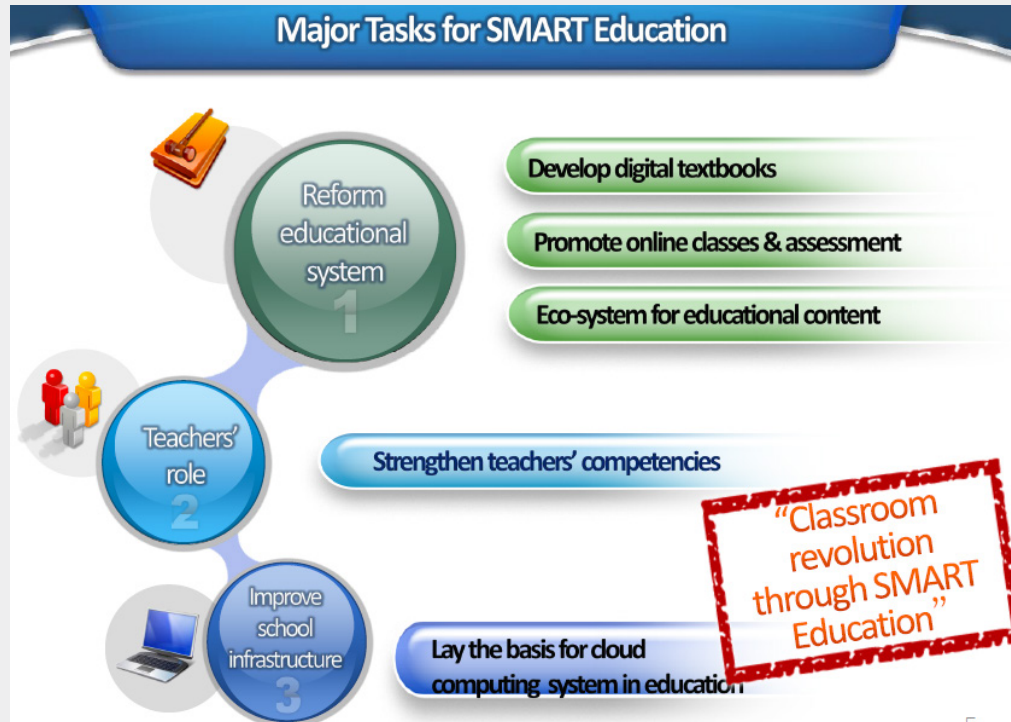 Major Tasks for SMART Education
Reform
educational
system
1
Develop digital textbooks
Promote online classes & assessment
Eco-system for educational content
Teachers'
role
2
Strengthen teachers' competencies
"Classroom
revolution
through SMART
Education"
Improve
school
infrastructure
3
Lay the basis for cloud
computing system in education